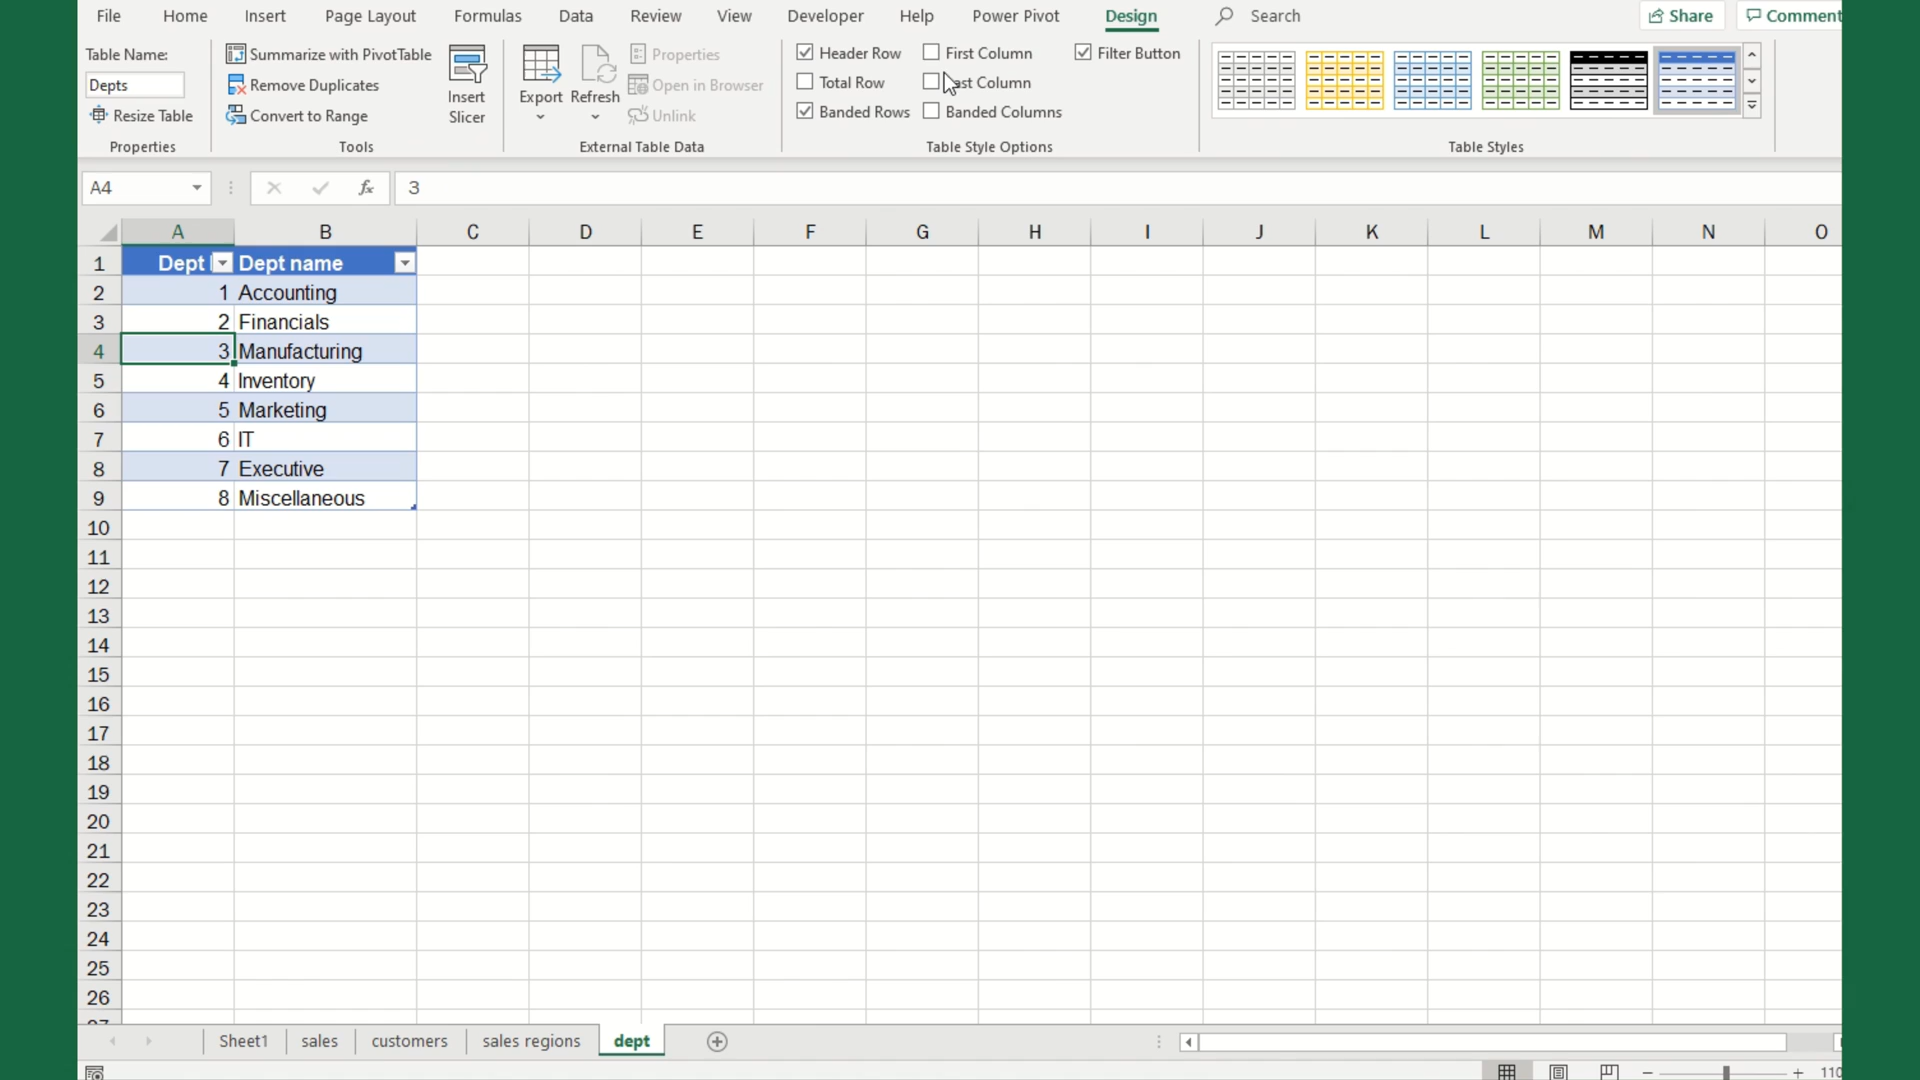 File Home Insert Page Layout Formulas Data Review View Developer Help Power Pivot Design Search Share Comment
Table Name:
Depts
Resize Table
Properties
Summarize with PivotTable
Remove Duplicates
Convert to Range
Tools
Insert
Slicer
Export Refresh
Properties
Open in Browser
Unlink
External Table Data
Header Row First Column Filter Button
Total Row Column
Banded Rows Banded Columns
Table Style Options
Table Styles
A4 fx 3
A B C D E F G H I J K L M N O
1 Dept Dept name
2 1 Accounting
3 2 Financials
4 3 Manufacturing
5 4 Inventory
6 5 Marketing
7 6 IT
8 7 Executive
9 8 Miscellaneous
10
11
12
13
14
15
16
17
18
19
20
21
22
23
24
25
26
Sheet1 sales customers sales regions dept
110